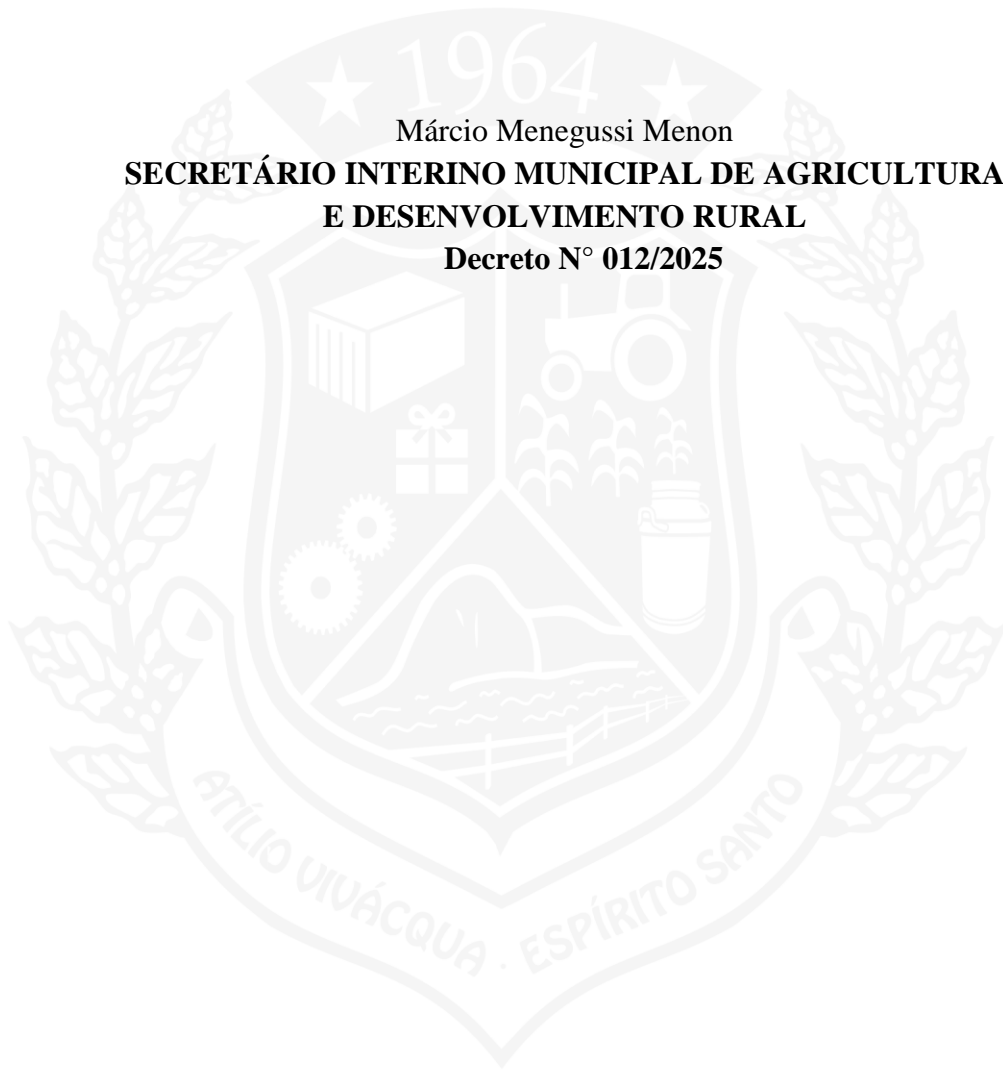 1964
Márcio Menegussi Menon
SECRETÁRIO INTERINO MUNICIPAL DE AGRICULTURA
E DESENVOLVIMENTO RURAL
Decreto N° 012/2025
ATÍLIO VIVÁCQUA . ESPÍRITO SANTO